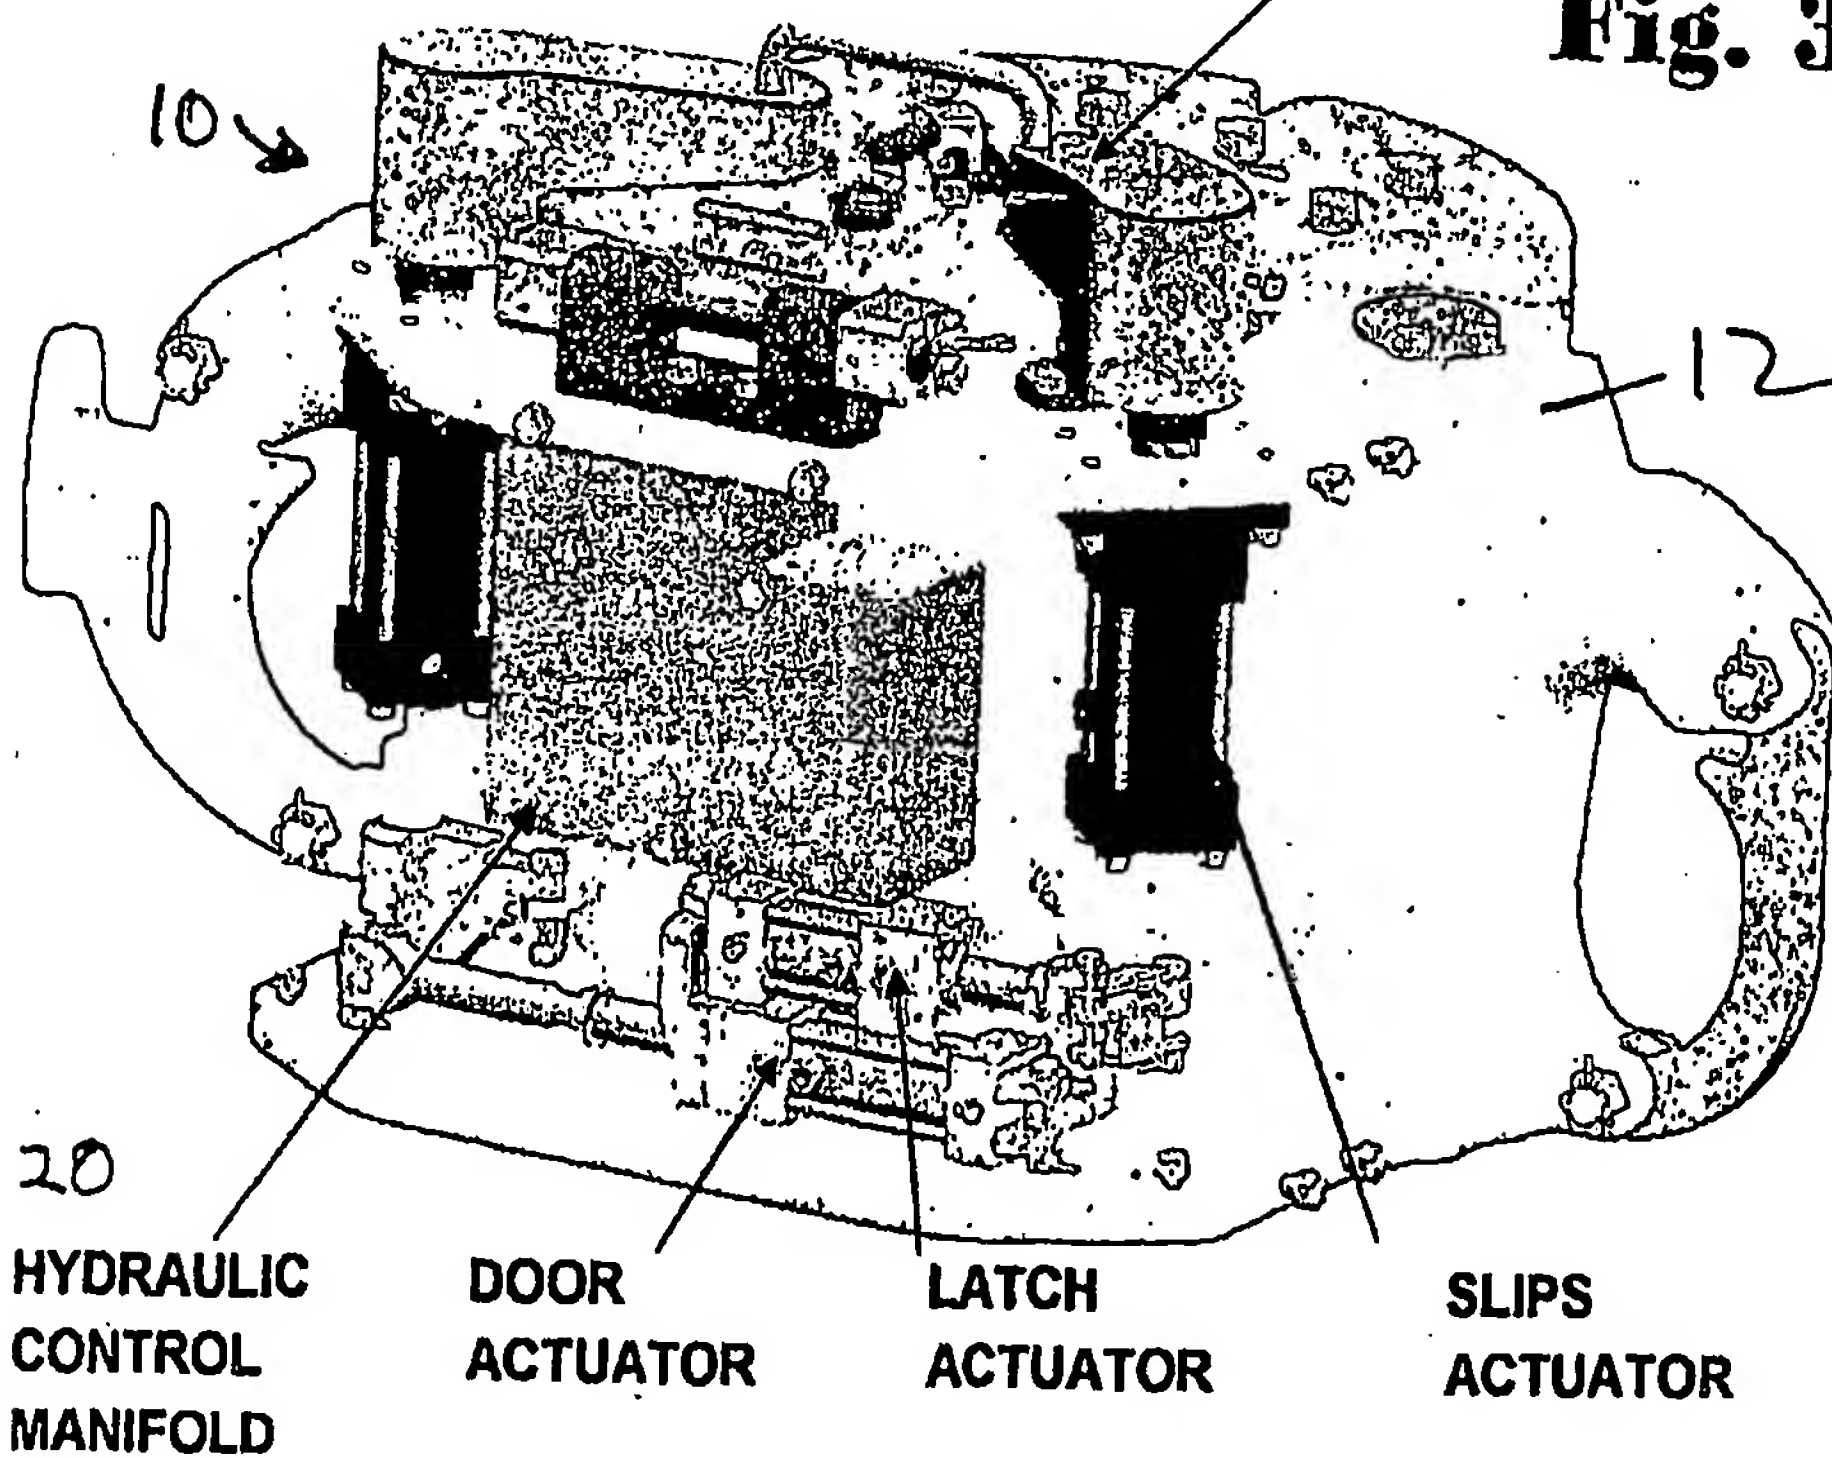 Fig. 3
10
12
20
HYDRAULIC
CONTROL
MANIFOLD
DOOR
ACTUATOR
LATCH
ACTUATOR
SLIPS
ACTUATOR